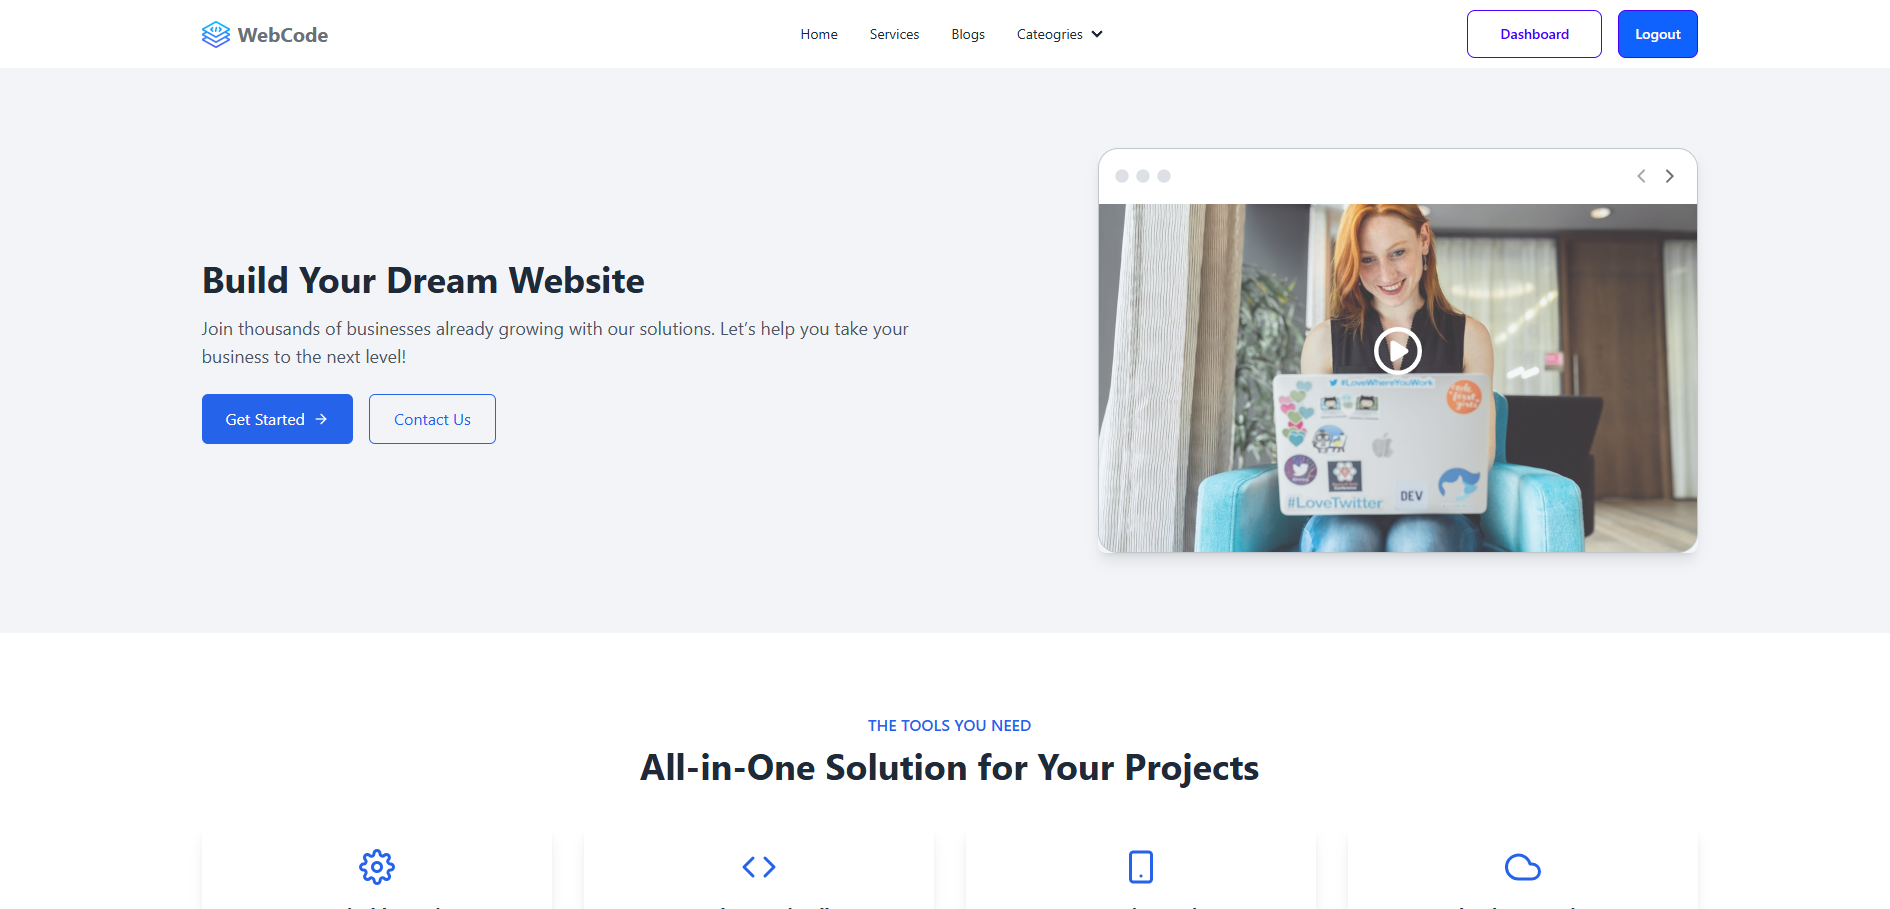 WebCode
Home
Services
Blogs
Cateogries
Dashboard
Logout
Build Your Dream Website
Join thousands of businesses already growing with our solutions. Let’s help you take your
business to the next level!
Get Started
Contact Us
#LoveWhereYouWork
#LoveTwitter
DEV
THE TOOLS YOU NEED
All-in-One Solution for Your Projects